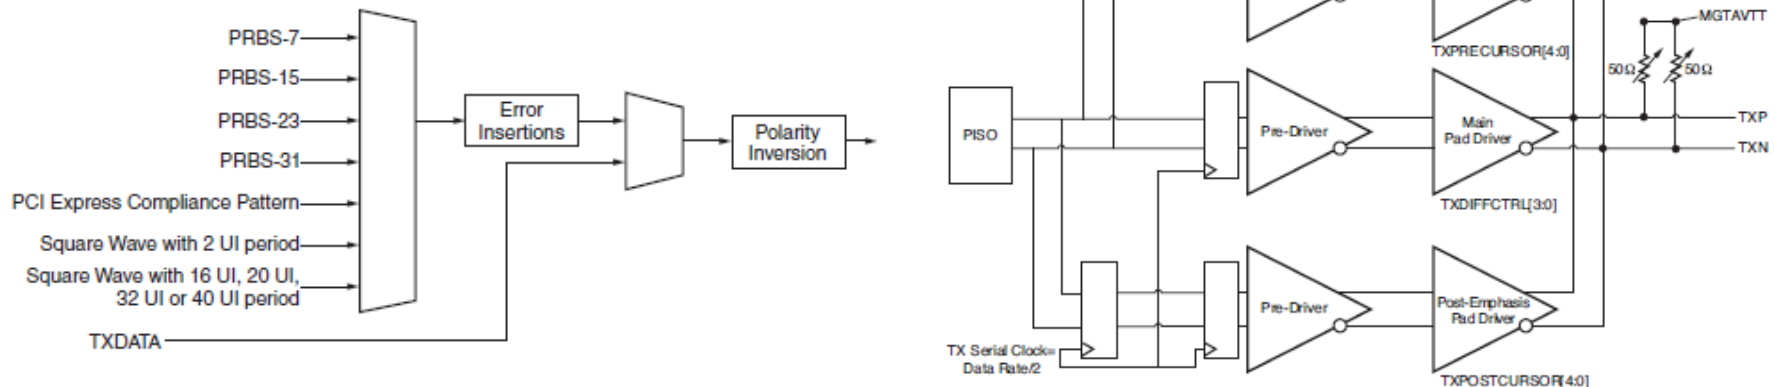 PRBS-7
PRBS-15
PRBS-23
PRBS-31
PCI Express Compliance Pattern
Square Wave with 2 UI period
Square Wave with 16 UI, 20 UI,
32 UI or 40 UI period
TXDATA
Error
Insertions
Polarity
Inversion
MGTAVTT
TXPRECURSOR[4:0]
50Ω
50Ω
PISO
Pre-Driver
Main
Pad Driver
TXP
TXN
TXDIFFCTRL[3:0]
Pre-Driver
Post-Emphasis
Pad Driver
TX Serial Clock=
Data Rate/2
TXPOSTCURSOR[4:0]